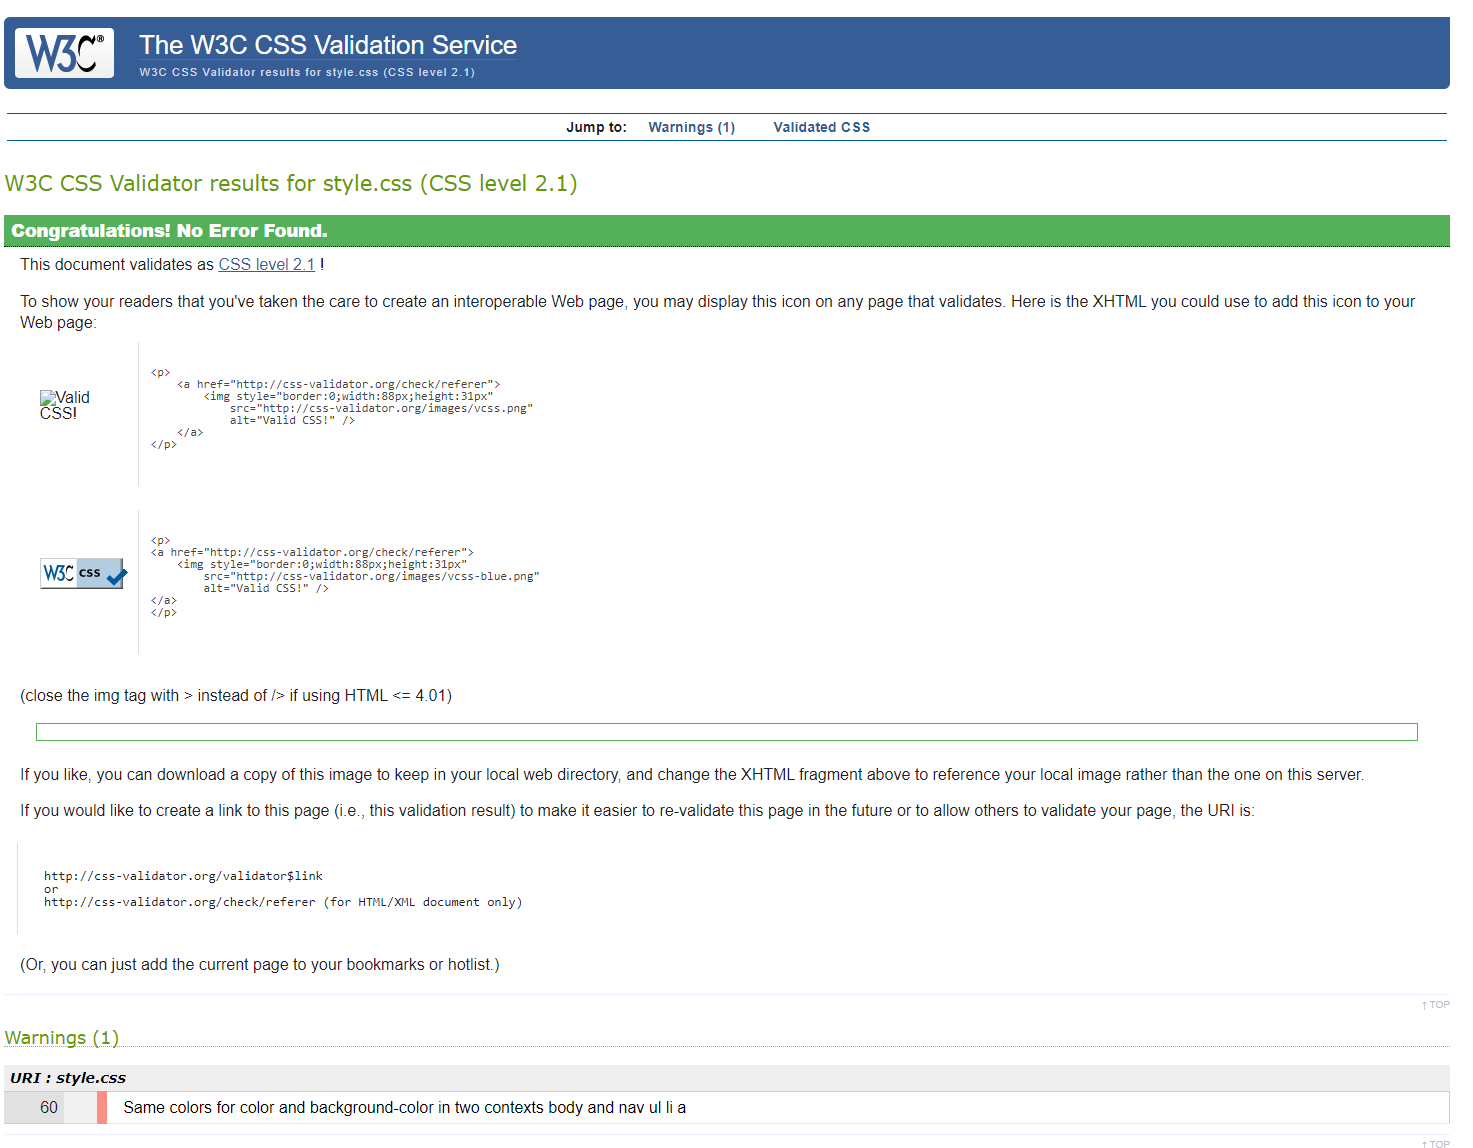 W3C®
The W3C CSS Validation Service
W3C CSS Validator results for style.css (CSS level 2.1)
Jump to: Warnings (1) Validated CSS
W3C CSS Validator results for style.css (CSS level 2.1)
Congratulations! No Error Found.
This document validates as CSS level 2.1 !
To show your readers that you've taken the care to create an interoperable Web page, you may display this icon on any page that validates. Here is the XHTML you could use to add this icon to your
Web page:
Valid
CSS!
<p>
<a href="http://css-validator.org/check/referer">
<img style="border:0;width:88px;height:31px"
src="http://css-validator.org/images/vcss.png"
alt="Valid CSS!" />
</a>
</p>
W3C css
<p>
<a href="http://css-validator.org/check/referer">
<img style="border:0;width:88px;height:31px"
src="http://css-validator.org/images/vcss-blue.png"
alt="Valid CSS!" />
</a>
</p>
(close the img tag with > instead of /> if using HTML <= 4.01)
If you like, you can download a copy of this image to keep in your local web directory, and change the XHTML fragment above to reference your local image rather than the one on this server.
If you would like to create a link to this page (i.e., this validation result) to make it easier to re-validate this page in the future or to allow others to validate your page, the URI is:
http://css-validator.org/validator$link
or
http://css-validator.org/check/referer (for HTML/XML document only)
(Or, you can just add the current page to your bookmarks or hotlist.)
↑ TOP
Warnings (1)
URI : style.css
60 Same colors for color and background-color in two contexts body and nav ul li a
↑ TOP